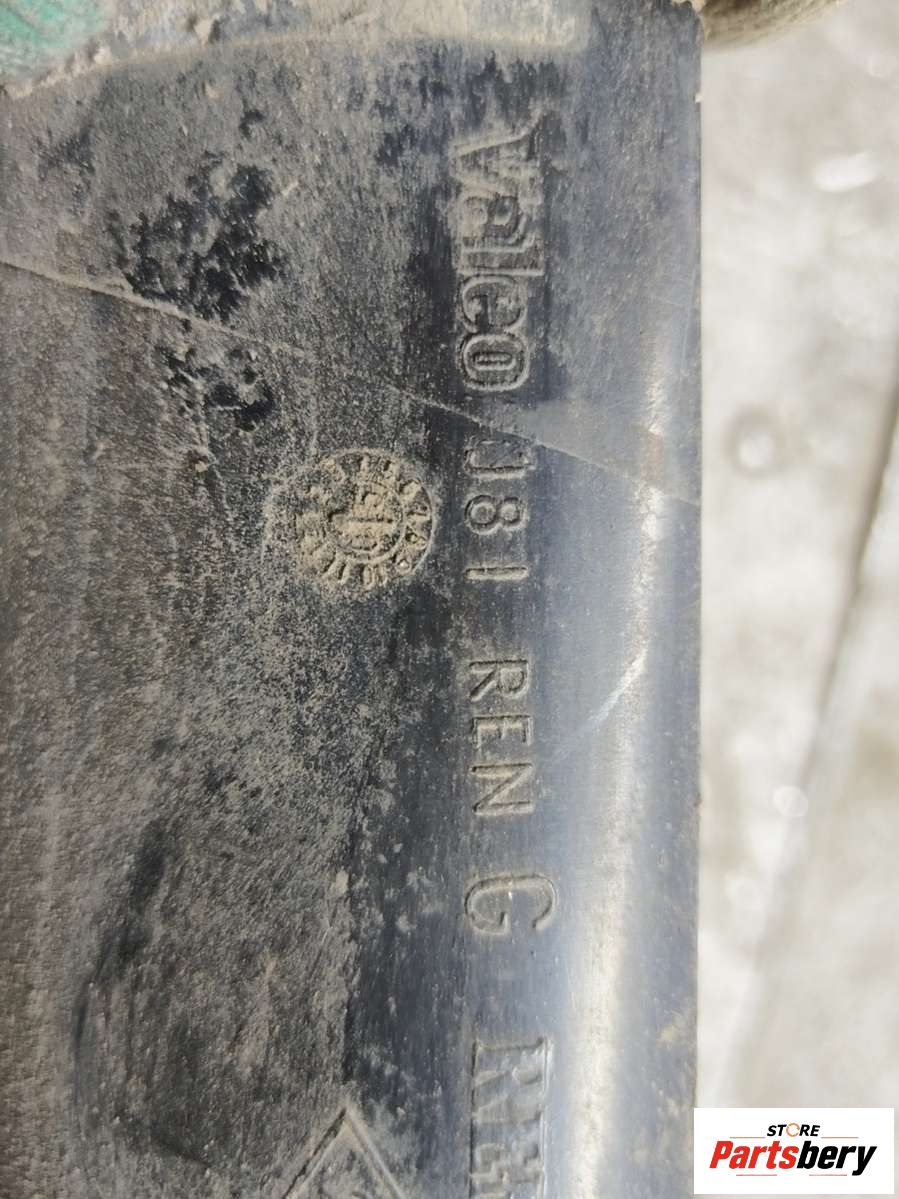 Valeo 081 REN G R
STORE
Partsbery